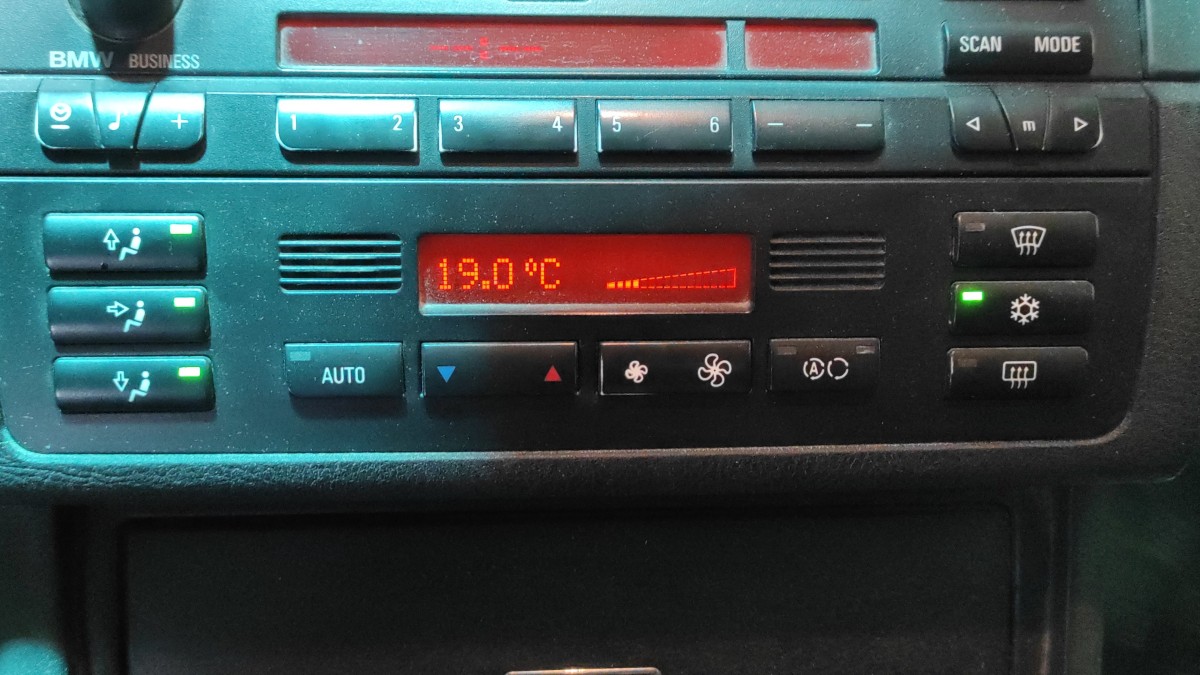 BMW BUSINESS
SCAN MODE
1 2 3 4 5 6
m
19.0 °C
AUTO
A